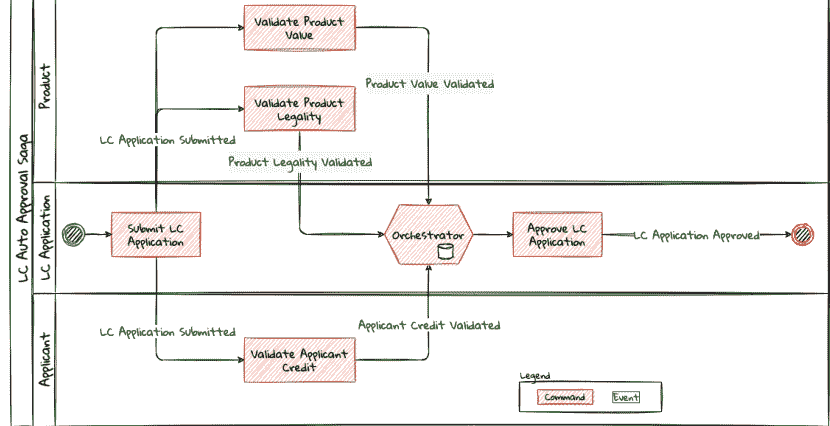 LC Auto Approval Saga
Product
Validate Product
Value
Product Value Validated
Validate Product
Legality
LC Application Submitted
Product Legality Validated
LC Application
Submit LC
Application
Orchestrator
Approve LC
Application
LC Application Approved
Applicant
LC Application Submitted
Applicant Credit Validated
Validate Applicant
Credit
Legend
Command
Event